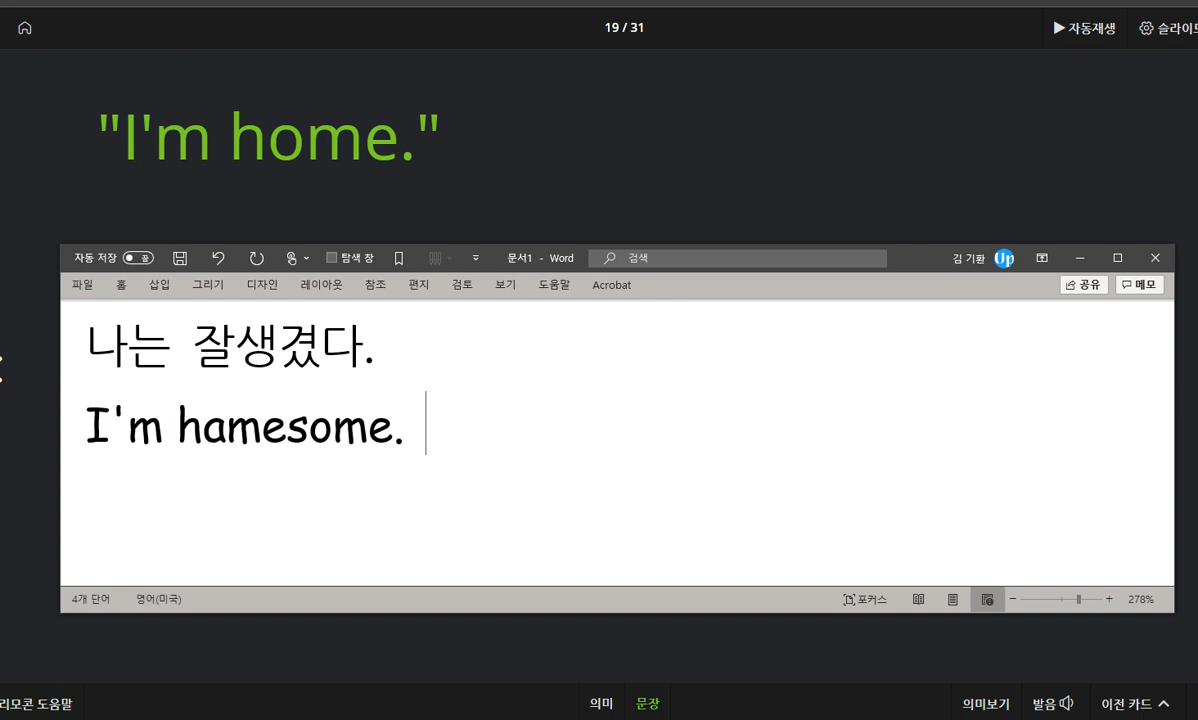 19 / 31
자동재생
슬라이드
"I'm home."
자동 저장 끔 탐색 창 문서1 - Word 검색 김 기환 Up
파일 홈 삽입 그리기 디자인 레이아웃 참조 편지 검토 보기 도움말 Acrobat 공유 메모
나는 잘생겼다.
I'm hamesome.
4개 단어 영어(미국) 포커스 278%
리모콘 도움말 의미 문장 의미보기 발음 이전 카드